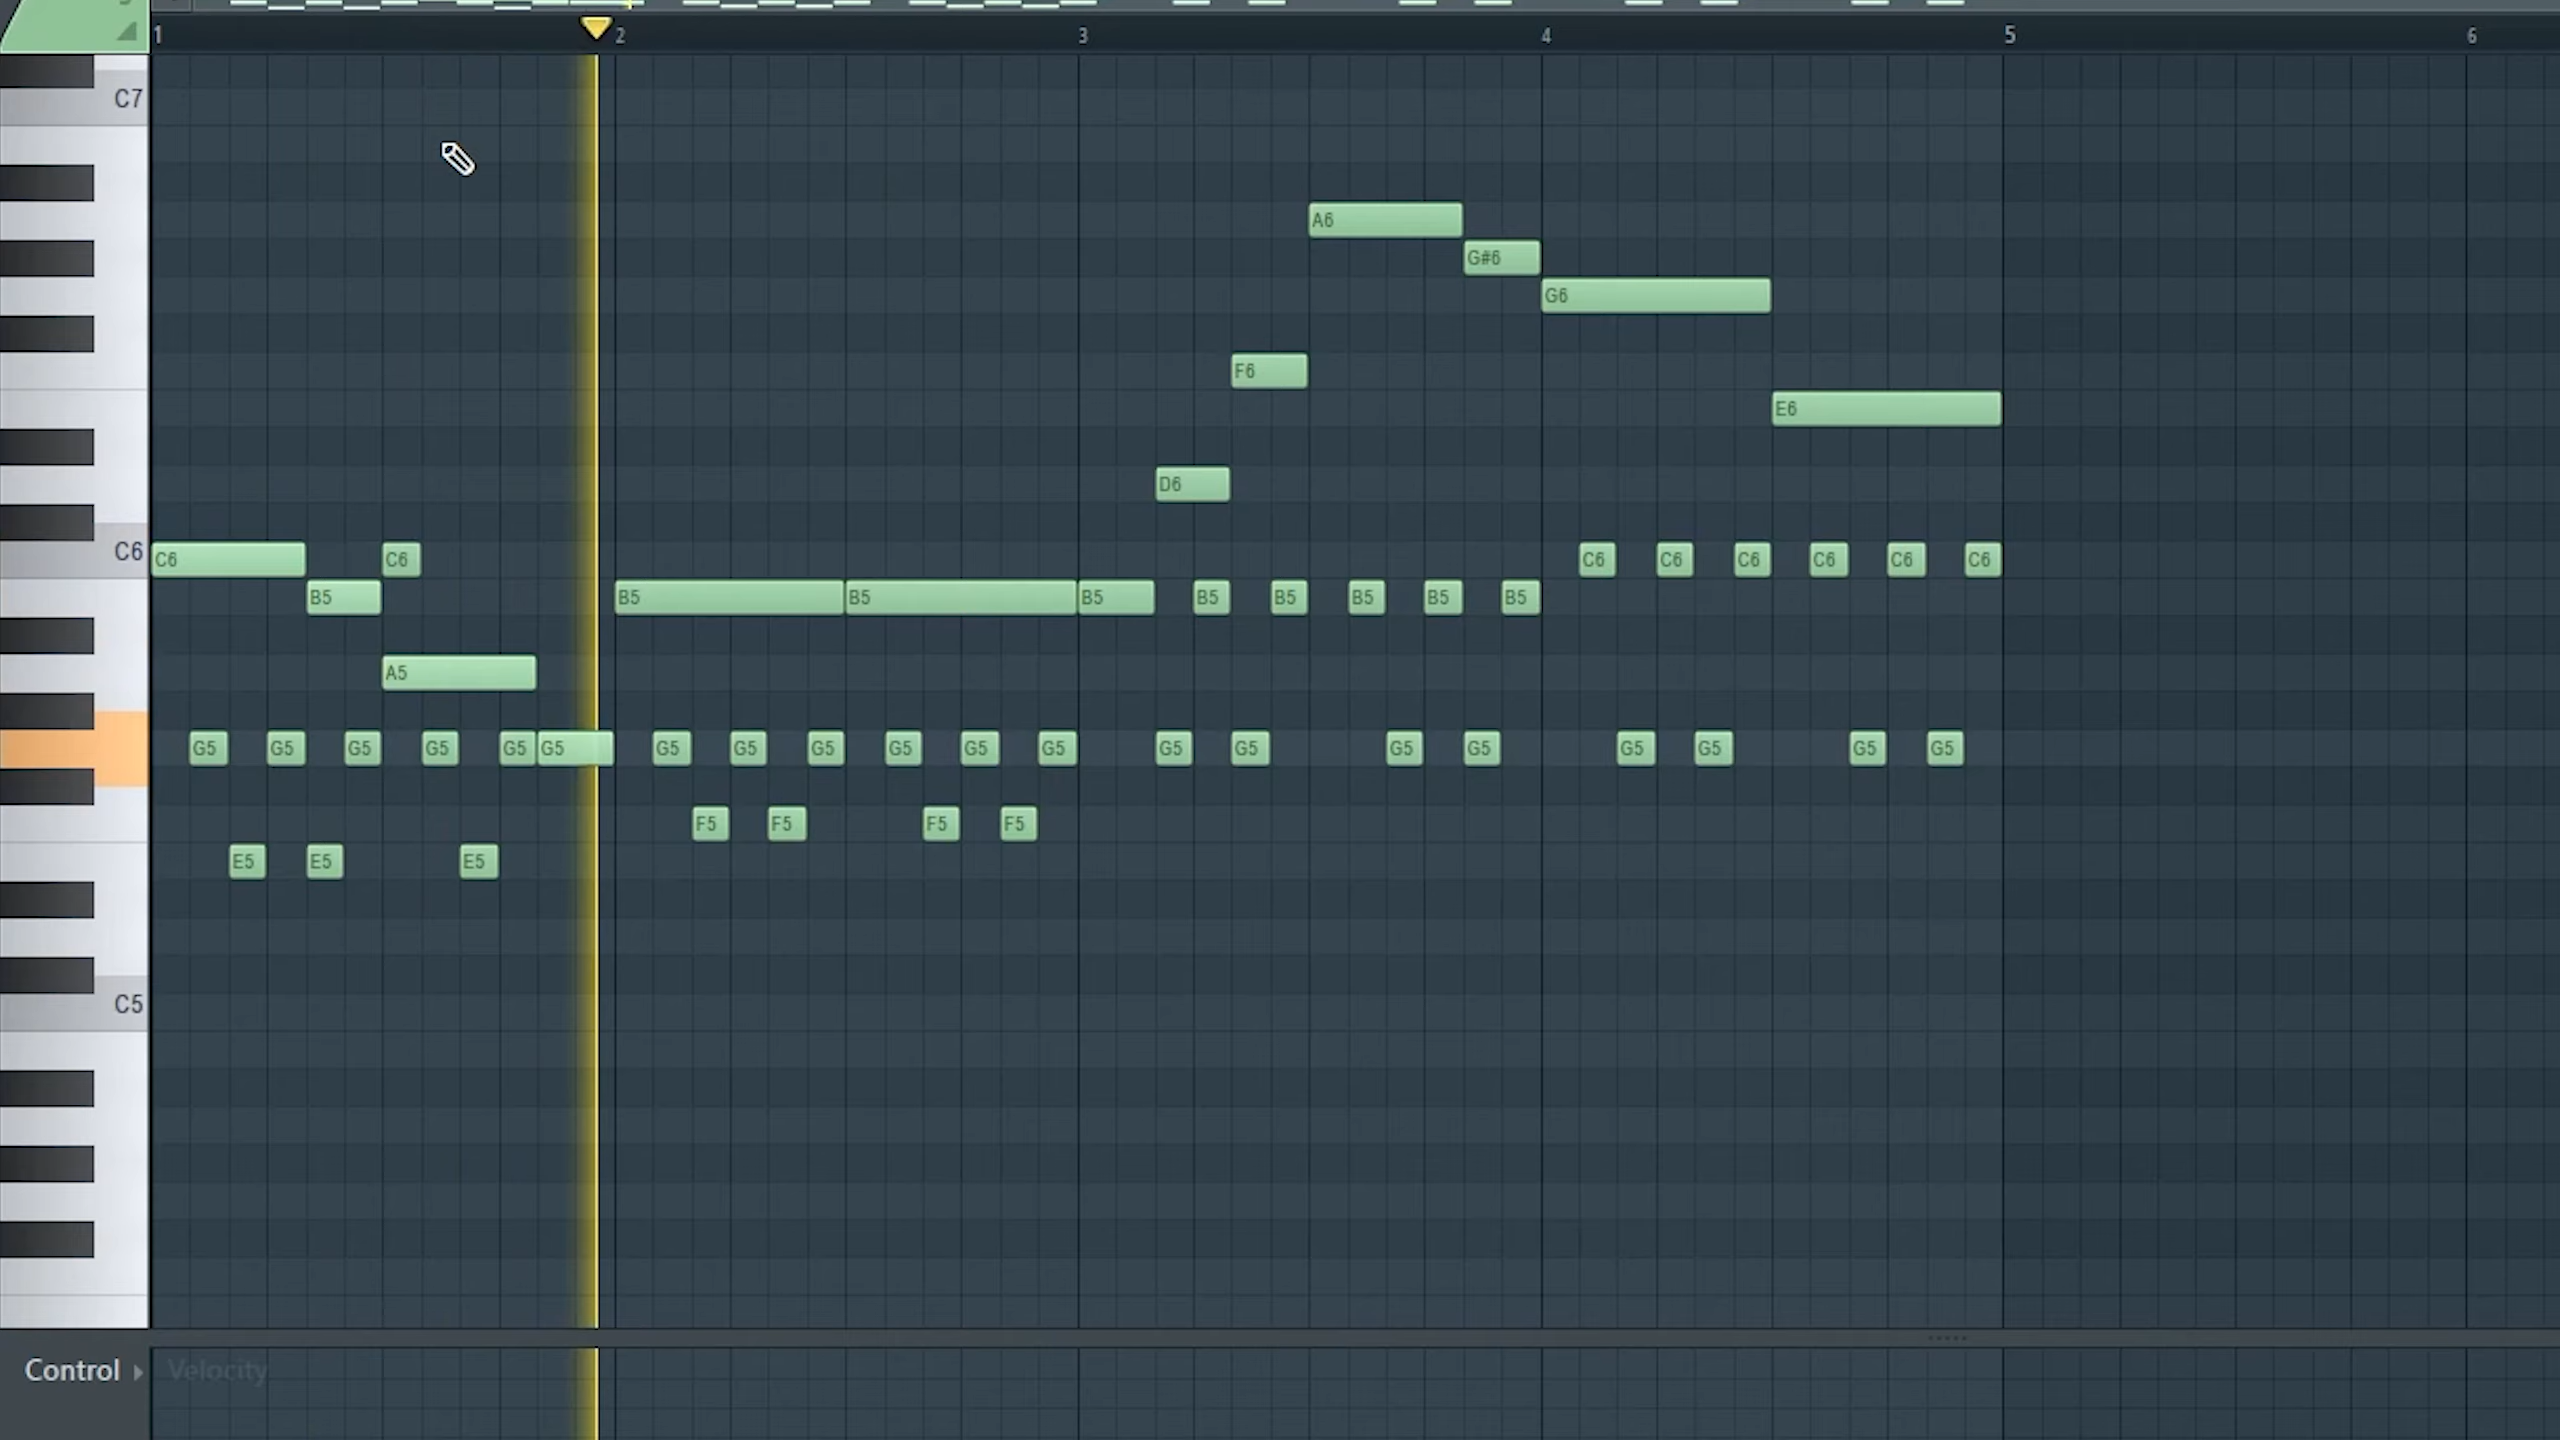 1 2 3 4 5 6
C7
A6
G#6
G6
F6
E6
D6
C6 C6 C6 C6 C6 C6 C6 C6 C6
B5 B5 B5 B5 B5 B5 B5 B5 B5
A5
G5 G5 G5 G5 G5 G5 G5 G5 G5 G5 G5 G5 G5 G5 G5 G5 G5 G5 G5 G5
F5 F5 F5 F5
E5 E5 E5
C5
Control Velocity